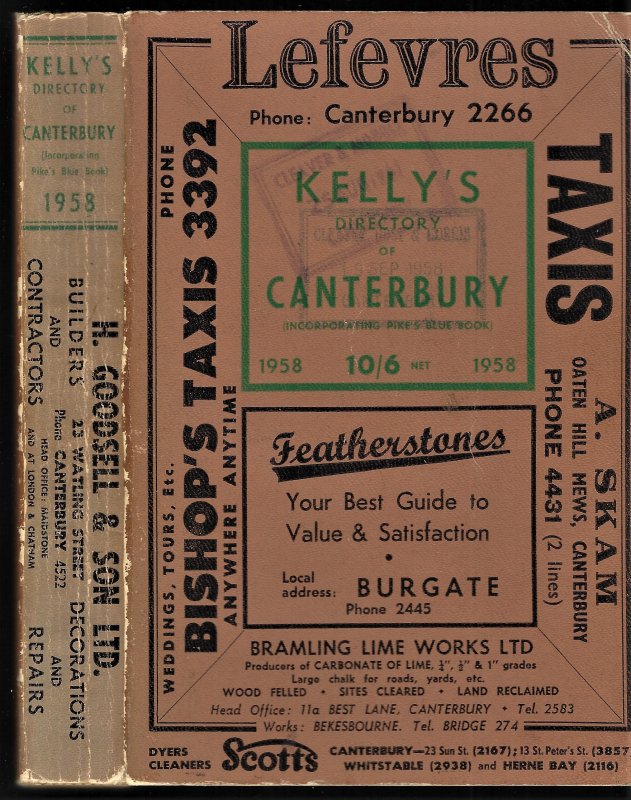 KELLY'S
DIRECTORY
OF
CANTERBURY
(Incorporating
Pike's Blue Book)
1958
H. GOODSELL & SON LTD.
BUILDERS 23 WATLING STREET DECORATIONS
AND Phone CANTERBURY 4522 AND
HEAD OFFICE: MAIDSTONE
CONTRACTORS AND AT LONDON & CHATHAM REPAIRS
Lefevres
Phone: Canterbury 2266
PHONE
BISHOP'S TAXIS 3392
WEDDINGS, TOURS, Etc.
ANYWHERE ANYTIME
KELLY'S
DIRECTORY
OF
CANTERBURY
(INCORPORATING PIKE'S BLUE BOOK)
1958 10/6 NET 1958
SEP 1958
TAXIS
A. SKAM
OATEN HILL MEWS, CANTERBURY
PHONE 4431 (2 lines)
Featherstones
Your Best Guide to
Value & Satisfaction
•
Local
address: BURGATE
Phone 2445
BRAMLING LIME WORKS LTD
Producers of CARBONATE OF LIME, ¼", ½" & 1" grades
Large chalk for roads, yards, etc.
WOOD FELLED • SITES CLEARED • LAND RECLAIMED
Head Office: 11a BEST LANE, CANTERBURY • Tel. 2583
Works: BEKESBOURNE. Tel. BRIDGE 274
DYERS
CLEANERS
Scotts
CANTERBURY—23 Sun St. (2167); 13 St. Peter's St. (3857
WHITSTABLE (2938) and HERNE BAY (2116)